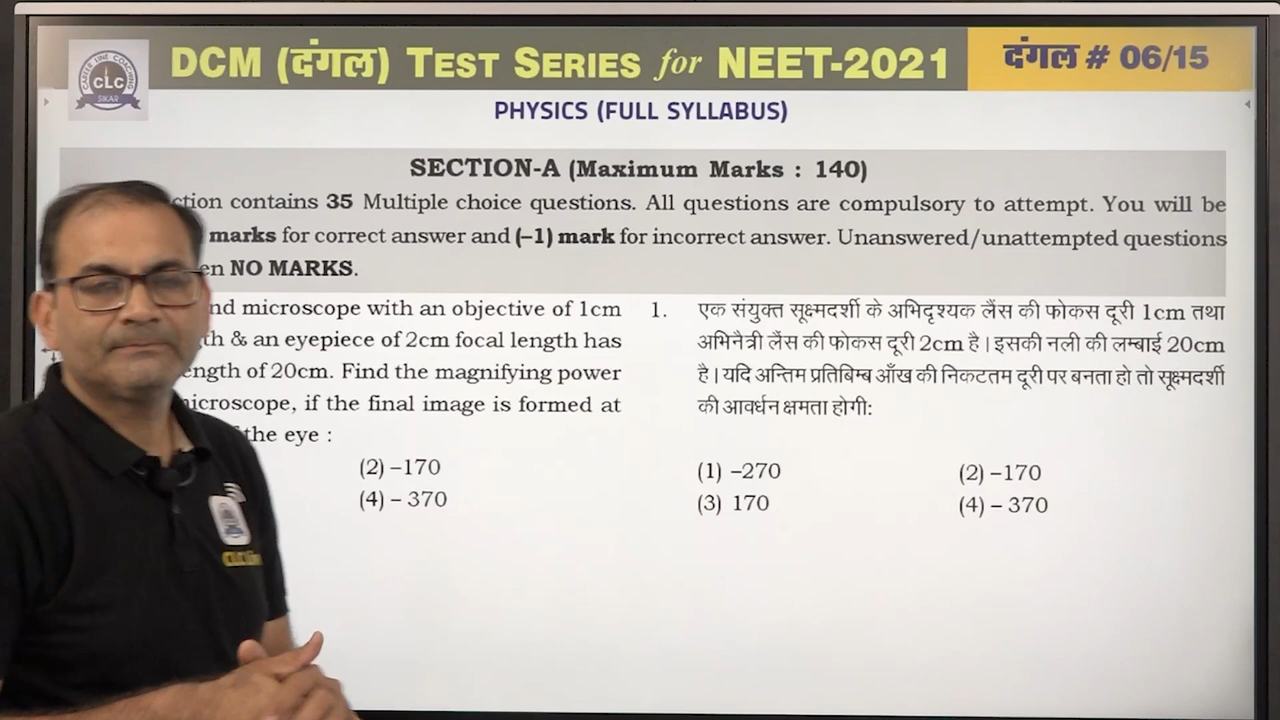 DCM (दंगल) TEST SERIES for NEET-2021
दंगल # 06/15
CAREER LINE COACHING
CLC
SIKAR
PHYSICS (FULL SYLLABUS)
SECTION-A (Maximum Marks : 140)
ction contains 35 Multiple choice questions. All questions are compulsory to attempt. You will be
marks for correct answer and (–1) mark for incorrect answer. Unanswered/unattempted questions
en NO MARKS.
nd microscope with an objective of 1cm
th & an eyepiece of 2cm focal length has
ength of 20cm. Find the magnifying power
icroscope, if the final image is formed at
the eye :
(2) –170
(4) – 370
1. एक संयुक्त सूक्ष्मदर्शी के अभिदृश्यक लैंस की फोकस दूरी 1cm तथा
अभिनैत्री लैंस की फोकस दूरी 2cm है। इसकी नली की लम्बाई 20cm
है। यदि अन्तिम प्रतिबिम्ब आँख की निकटतम दूरी पर बनता हो तो सूक्ष्मदर्शी
की आवर्धन क्षमता होगी:
(1) –270 (2) –170
(3) 170 (4) – 370